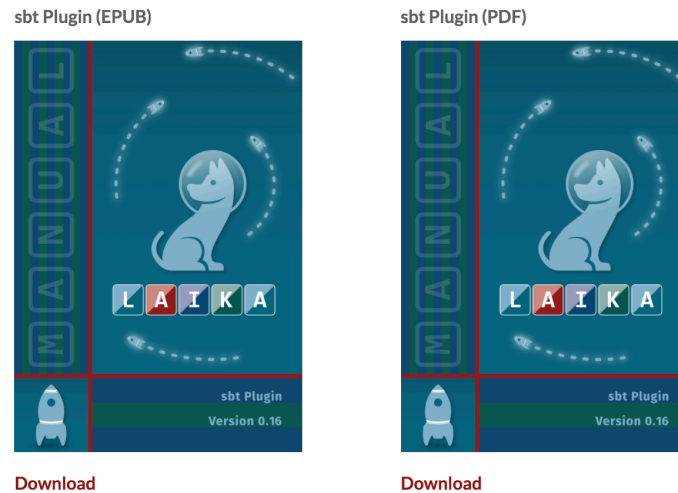 sbt Plugin (EPUB)
MANUAL
LAIKA
sbt Plugin
Version 0.16
Download
sbt Plugin (PDF)
MANUAL
LAIKA
sbt Plugin
Version 0.16
Download